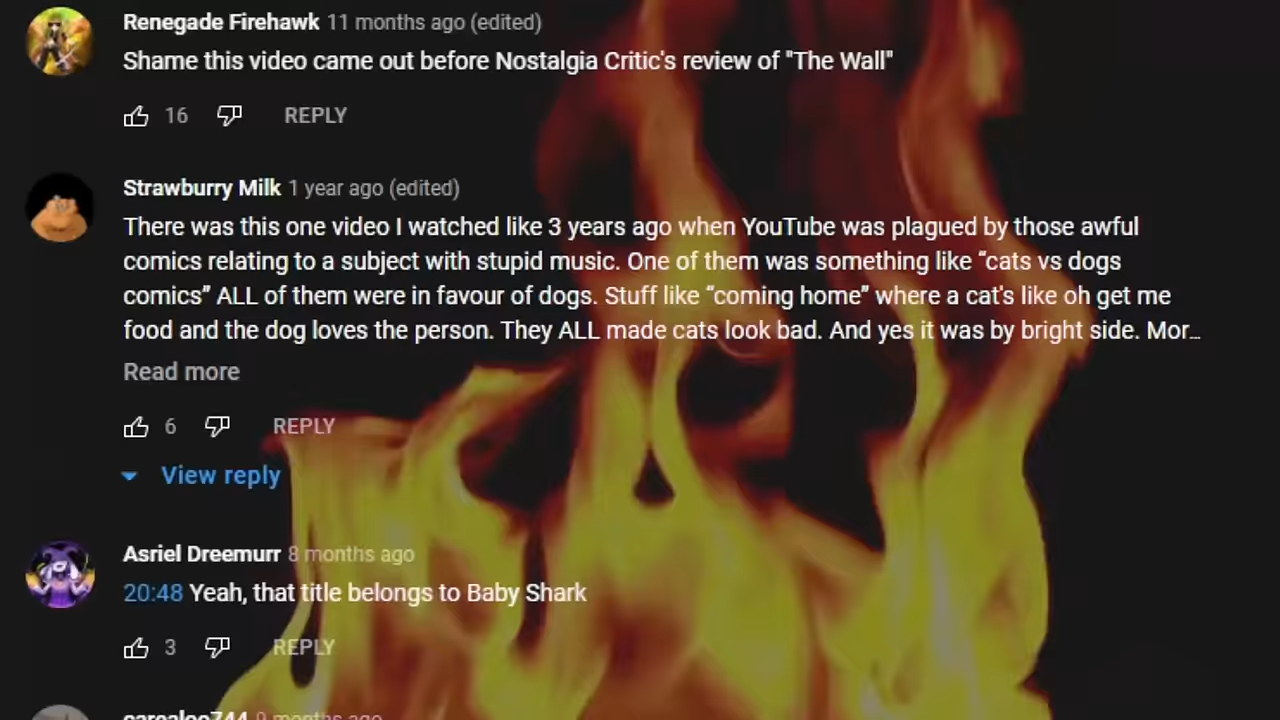 Renegade Firehawk 11 months ago (edited)
Shame this video came out before Nostalgia Critic's review of "The Wall"
16 REPLY
Strawburry Milk 1 year ago (edited)
There was this one video I watched like 3 years ago when YouTube was plagued by those awful
comics relating to a subject with stupid music. One of them was something like “cats vs dogs
comics” ALL of them were in favour of dogs. Stuff like “coming home” where a cat's like oh get me
food and the dog loves the person. They ALL made cats look bad. And yes it was by bright side. Mor...
Read more
6 REPLY
View reply
Asriel Dreemurr 8 months ago
20:48 Yeah, that title belongs to Baby Shark
3 REPLY
9 months ago